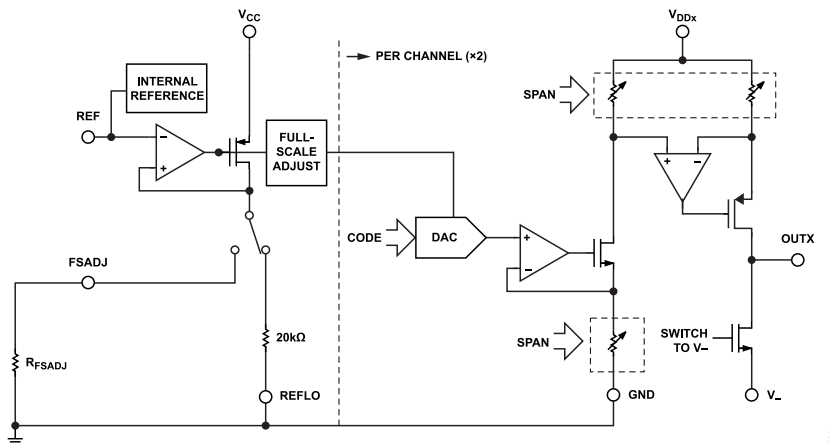 VCC
PER CHANNEL (×2)
VDDx
INTERNAL
REFERENCE
REF
SPAN
−
+
FULL-
SCALE
ADJUST
+ −
CODE
DAC
+
−
OUTX
FSADJ
RFSADJ
20kΩ
SPAN
SWITCH
TO V–
REFLO
GND
V–